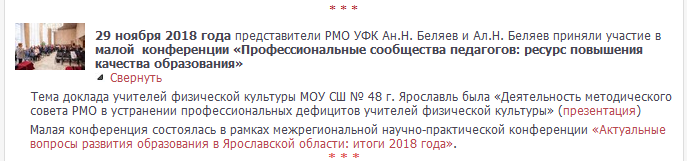 * * *
29 ноября 2018 года представители РМО УФК Ан.Н. Беляев и Ал.Н. Беляев приняли участие в
малой конференции «Профессиональные сообщества педагогов: ресурс повышения
качества образования»
Свернуть
Тема доклада учителей физической культуры МОУ СШ № 48 г. Ярославль была «Деятельность методического
совета РМО в устранении профессиональных дефицитов учителей физической культуры» (презентация)
Малая конференция состоялась в рамках межрегиональной научно-практической конференции «Актуальные
вопросы развития образования в Ярославской области: итоги 2018 года».
* * *